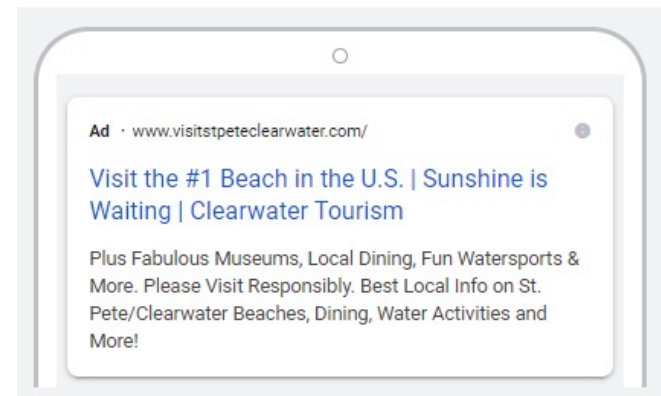 Ad · www.visitstpeteclearwater.com/
Visit the #1 Beach in the U.S. | Sunshine is
Waiting | Clearwater Tourism
Plus Fabulous Museums, Local Dining, Fun Watersports &
More. Please Visit Responsibly. Best Local Info on St.
Pete/Clearwater Beaches, Dining, Water Activities and
More!